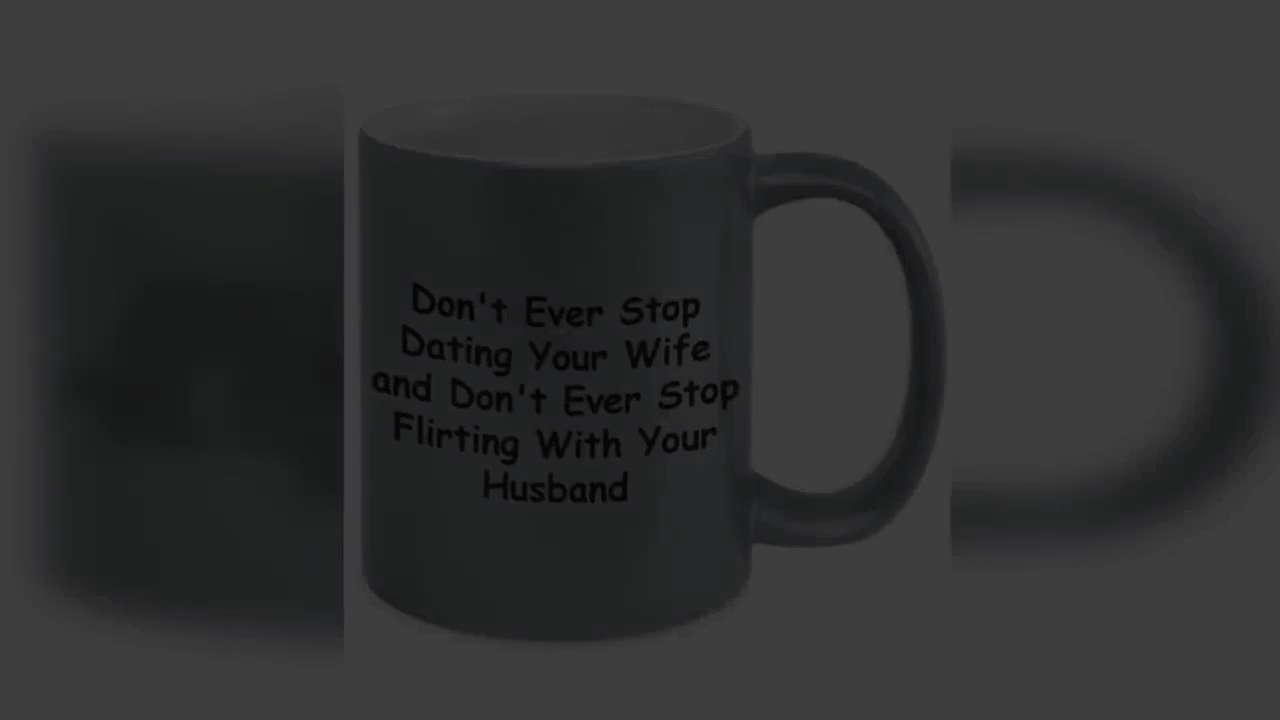 Don't Ever Stop
Dating Your Wife
and Don't Ever Stop
Flirting With Your
Husband